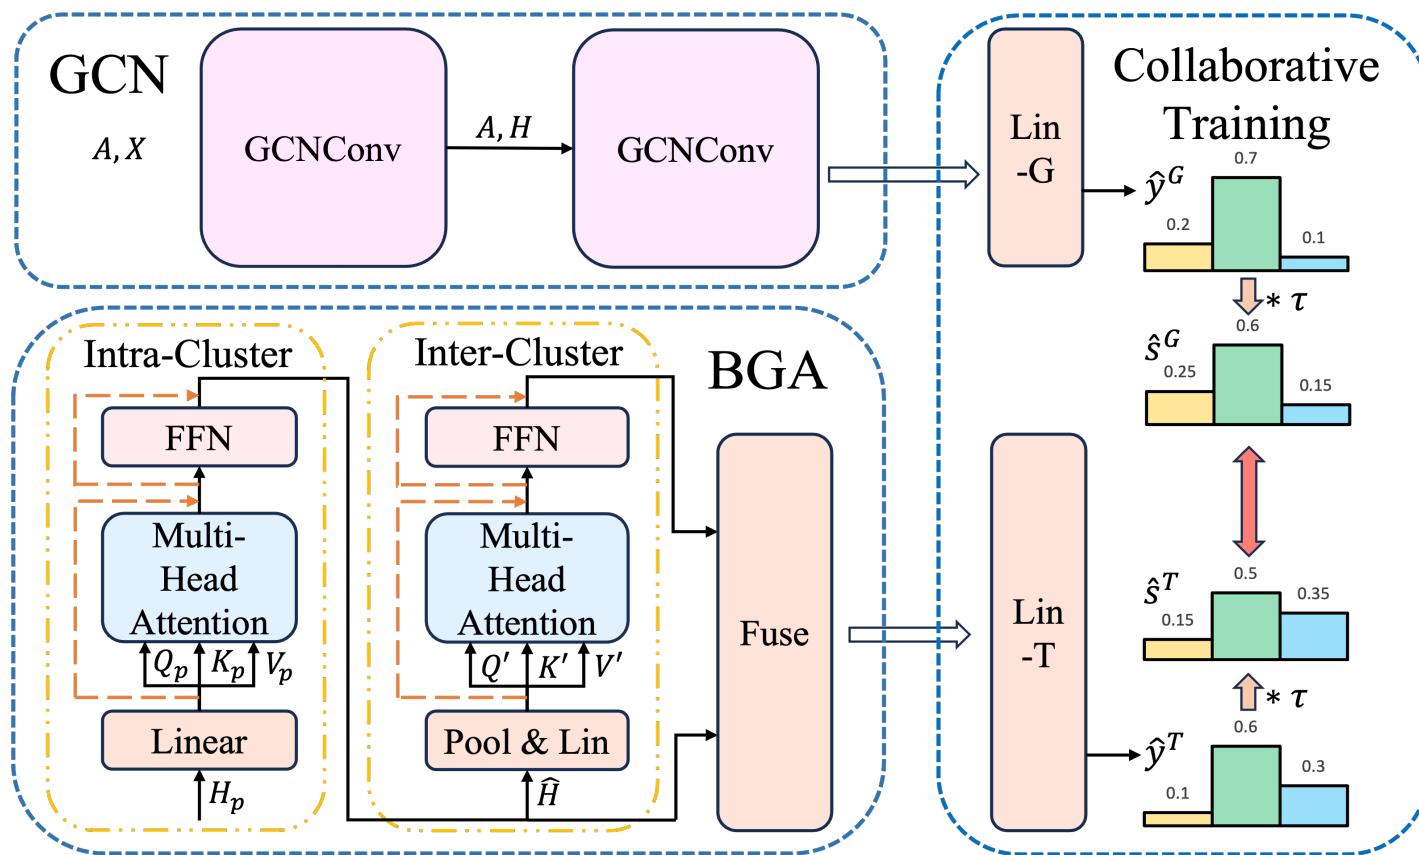 GCN
A, X
GCNConv
A, H
GCNConv
Lin
-G
Collaborative
Training
ŷ^G
0.2
0.7
0.1
* τ
ŝ^G
0.25
0.6
0.15
BGA
Intra-Cluster
FFN
Multi-
Head
Attention
Q_p
K_p
V_p
Linear
H_p
Inter-Cluster
FFN
Multi-
Head
Attention
Q′
K′
V′
Pool & Lin
Ĥ
Fuse
Lin
-T
ŝ^T
0.15
0.5
0.35
* τ
ŷ^T
0.1
0.6
0.3